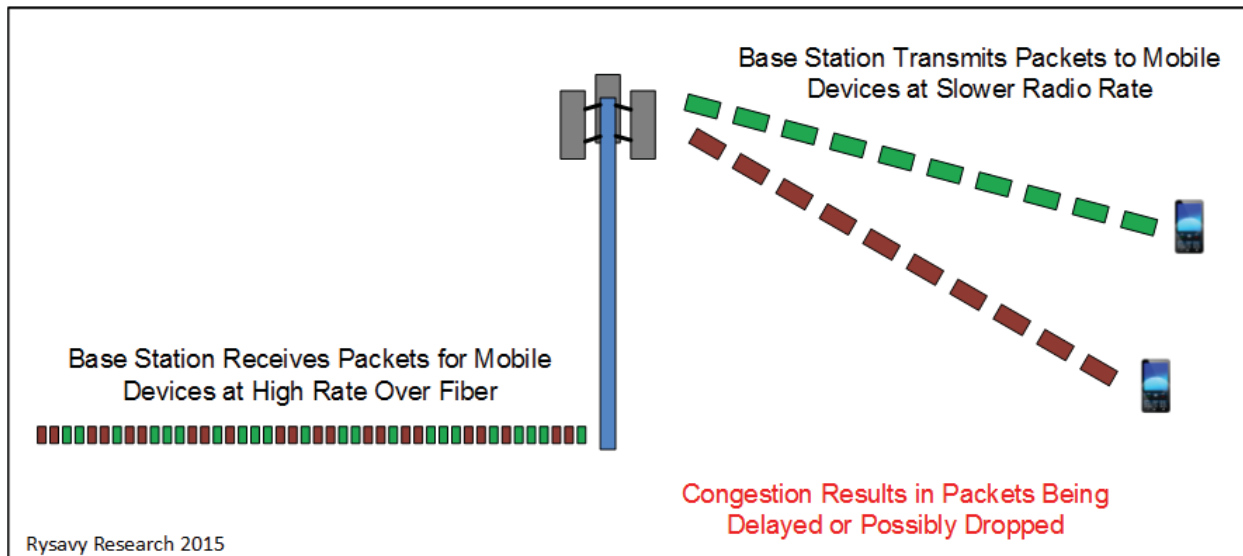 Base Station Transmits Packets to Mobile
Devices at Slower Radio Rate
Base Station Receives Packets for Mobile
Devices at High Rate Over Fiber
Congestion Results in Packets Being
Delayed or Possibly Dropped
Rysavy Research 2015